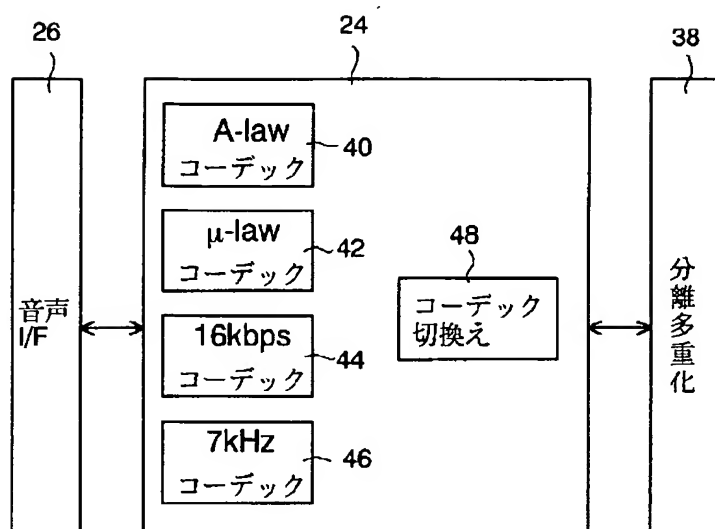 26
24
38
A-law
コーデック
40
μ-law
コーデック
42
48
コーデック
切換え
音声
I/F
16kbps
コーデック
44
7kHz
コーデック
46
分離多重化